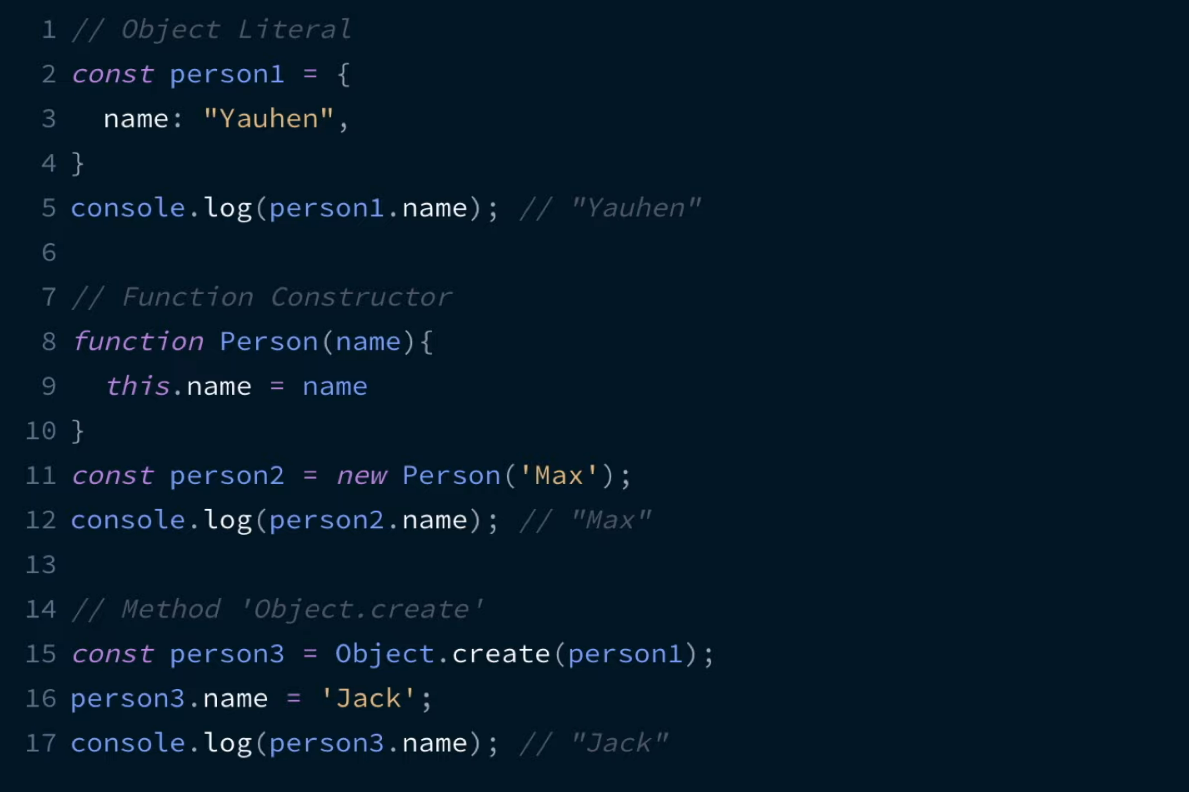 1 // Object Literal
2 const person1 = {
3   name: "Yauhen",
4 }
5 console.log(person1.name); // "Yauhen"
6
7 // Function Constructor
8 function Person(name){
9   this.name = name
10 }
11 const person2 = new Person('Max');
12 console.log(person2.name); // "Max"
13
14 // Method 'Object.create'
15 const person3 = Object.create(person1);
16 person3.name = 'Jack';
17 console.log(person3.name); // "Jack"